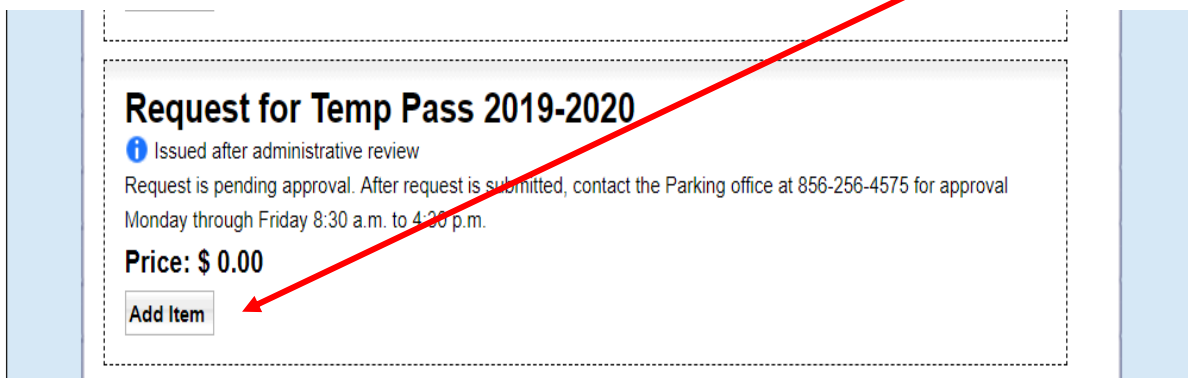 Request for Temp Pass 2019-2020
Issued after administrative review
Request is pending approval. After request is submitted, contact the Parking office at 856-256-4575 for approval
Monday through Friday 8:30 a.m. to 4:30 p.m.
Price: $ 0.00
Add Item